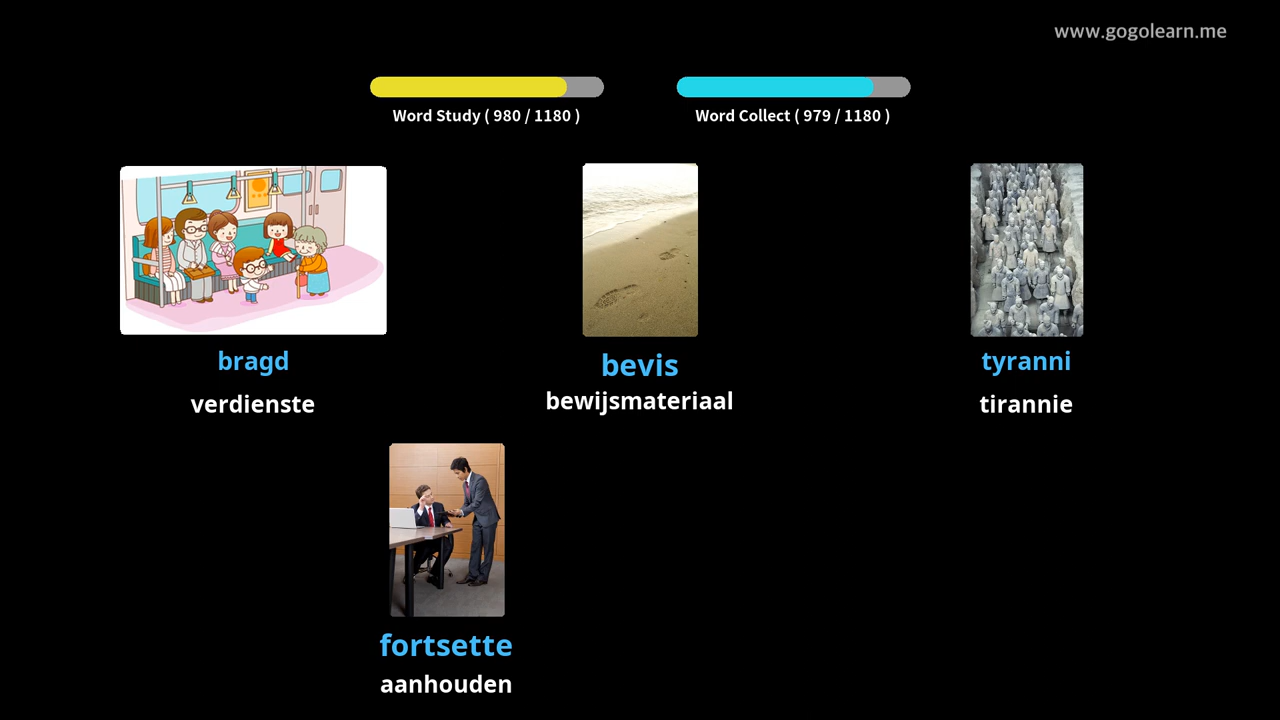 www.gogolearn.me
Word Study ( 980 / 1180 )
Word Collect ( 979 / 1180 )
bragd
verdienste
bevis
bewijsmateriaal
tyranni
tirannie
fortsette
aanhouden